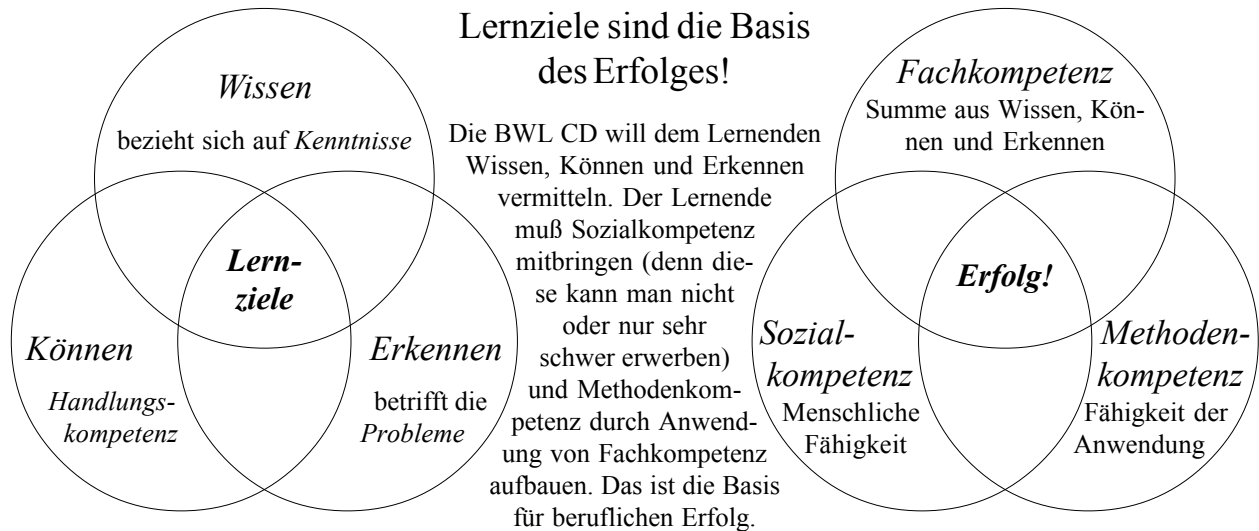 Lernziele sind die Basis
des Erfolges!
Wissen
bezieht sich auf Kenntnisse
Lern-
ziele
Können
Handlungs-
kompetenz
Erkennen
betrifft die
Probleme
Die BWL CD will dem Lernenden
Wissen, Können und Erkennen
vermitteln. Der Lernende
muß Sozialkompetenz
mitbringen (denn die-
se kann man nicht
oder nur sehr
schwer erwerben)
und Methodenkom-
petenz durch Anwend-
ung von Fachkompetenz
aufbauen. Das ist die Basis
für beruflichen Erfolg.
Fachkompetenz
Summe aus Wissen, Kön-
nen und Erkennen
Erfolg!
Sozial-
kompetenz
Menschliche
Fähigkeit
Methoden-
kompetenz
Fähigkeit der
Anwendung